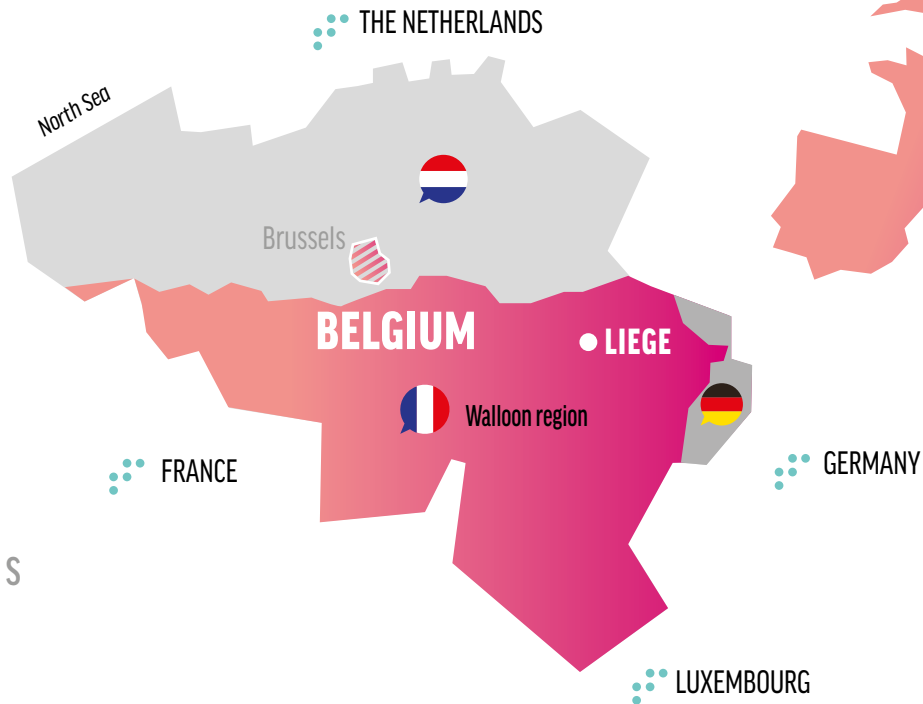 THE NETHERLANDS
North Sea
Brussels
BELGIUM
LIEGE
Walloon region
FRANCE
GERMANY
S
LUXEMBOURG